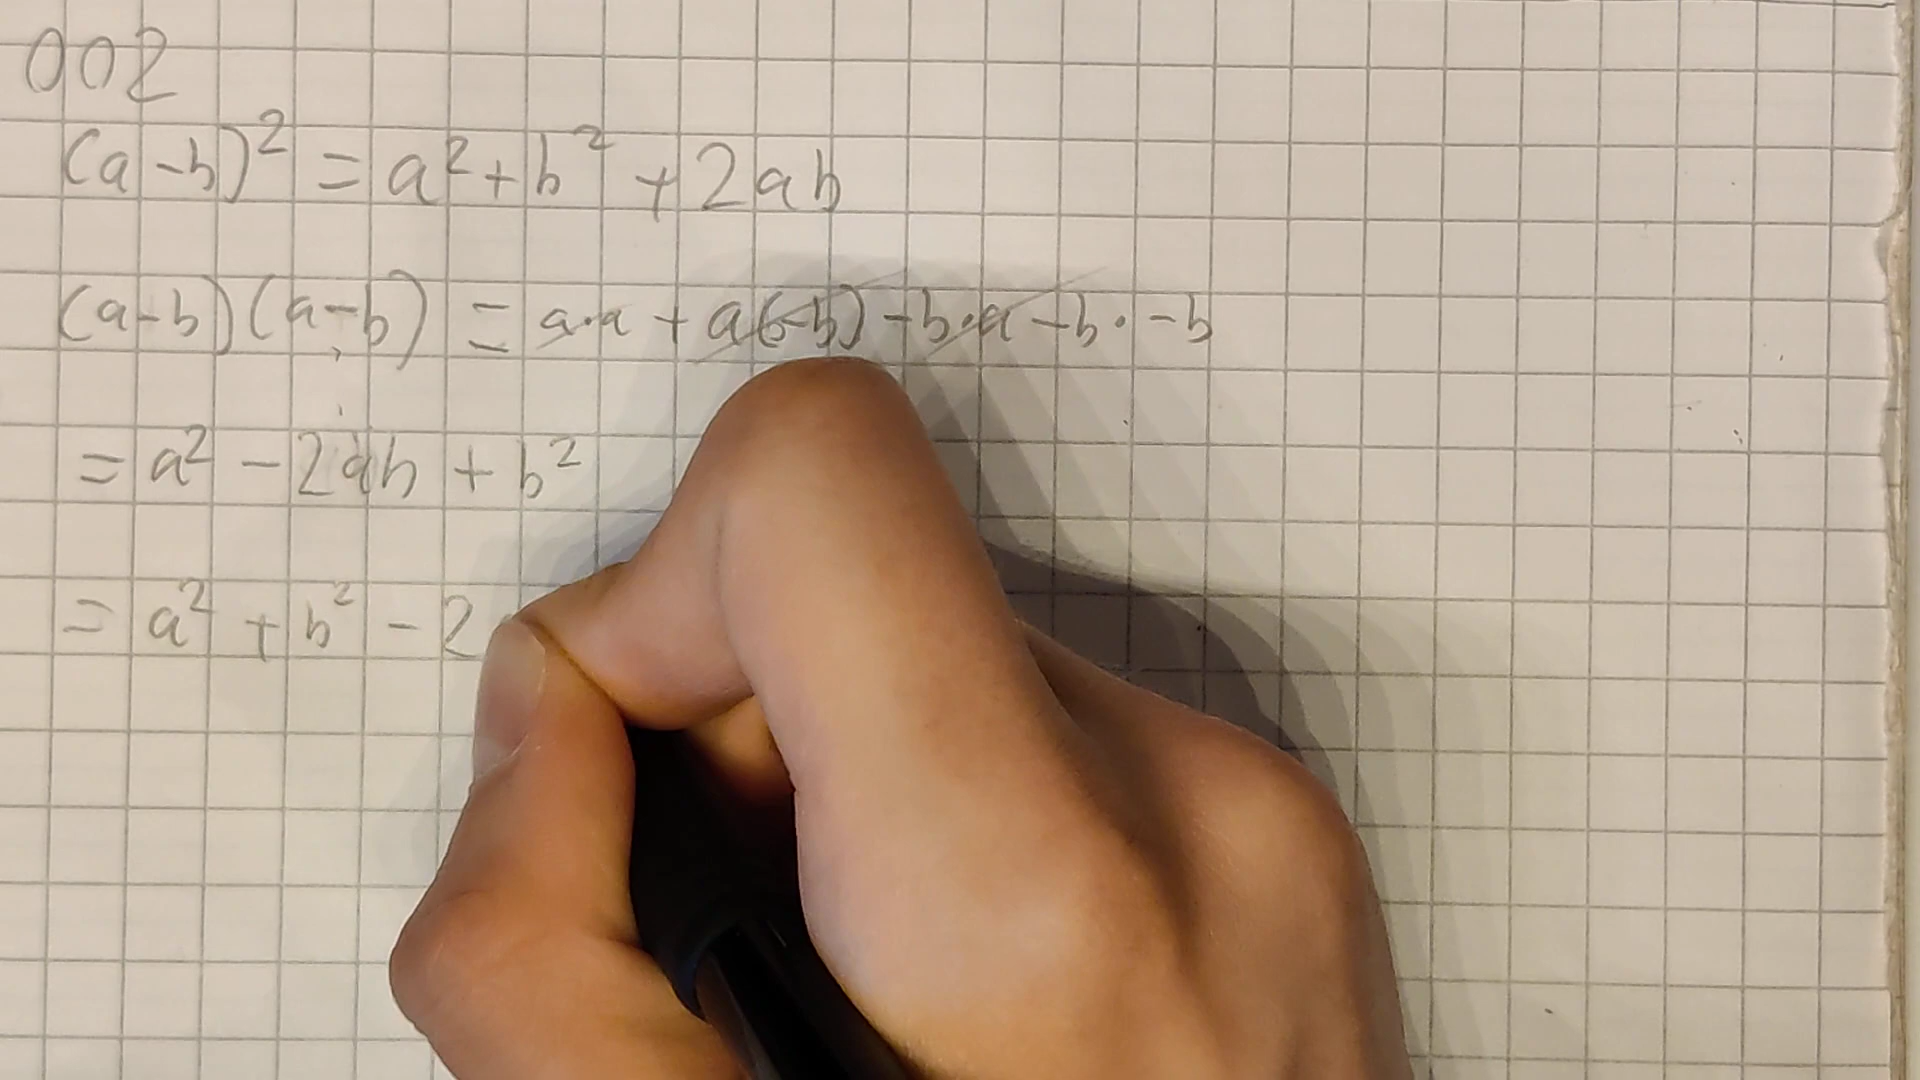 002
(a-b)² = a² + b² + 2ab
(a-b)(a-b) = a·a + a(-b) - b·a - b· -b
= a² - 2ab + b²
= a² + b² - 2